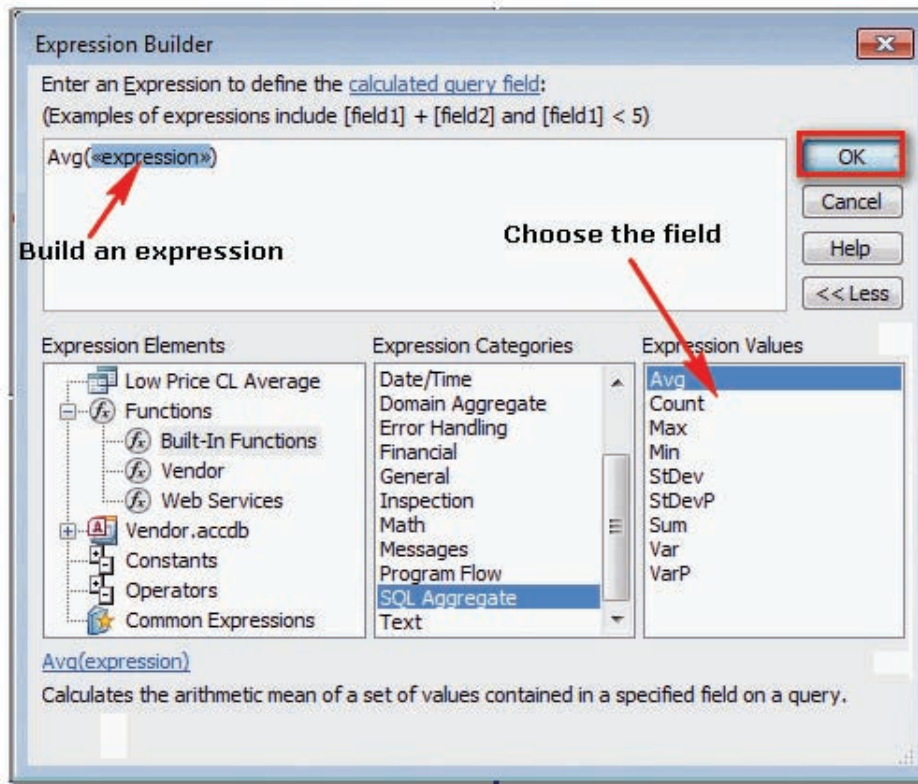 Expression Builder
Enter an Expression to define the calculated query field:
(Examples of expressions include [field1] + [field2] and [field1] < 5)
Avg(«expression»)
OK
Cancel
Help
<< Less
Build an expression
Choose the field
Expression Elements
Low Price CL Average
Functions
Built-In Functions
Vendor
Web Services
Vendor.accdb
Constants
Operators
Common Expressions
Expression Categories
Date/Time
Domain Aggregate
Error Handling
Financial
General
Inspection
Math
Messages
Program Flow
SQL Aggregate
Text
Expression Values
Avg
Count
Max
Min
StDev
StDevP
Sum
Var
VarP
Avg(expression)
Calculates the arithmetic mean of a set of values contained in a specified field on a query.